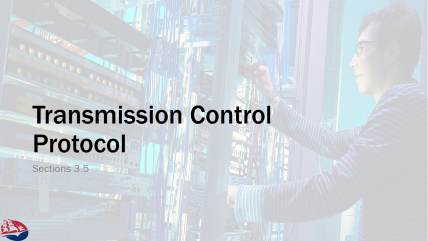 Transmission Control
Protocol
Sections 3.5